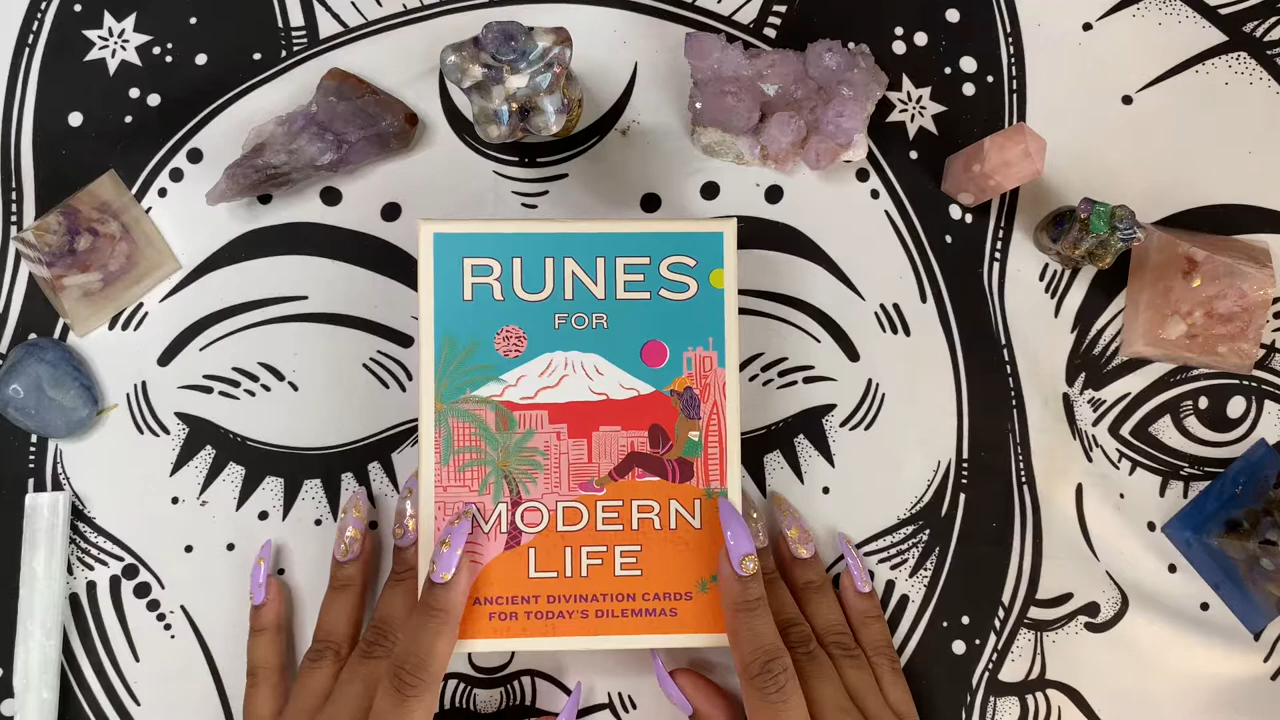 RUNES
FOR
MODERN
LIFE
ANCIENT DIVINATION CARDS
FOR TODAY'S DILEMMAS